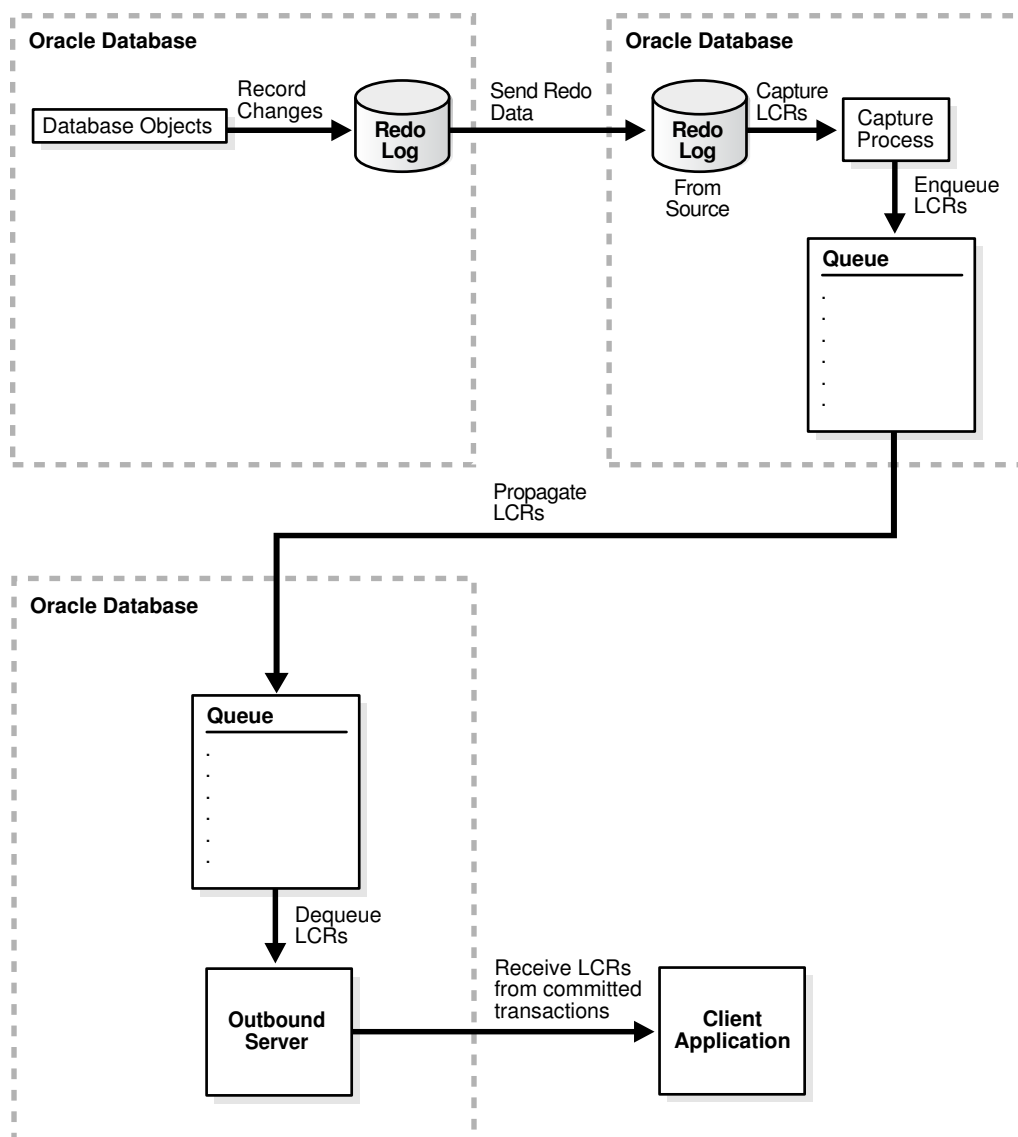 Oracle Database
Database Objects
Record
Changes
Redo
Log
Send Redo
Data
Oracle Database
Redo
Log
From
Source
Capture
LCRs
Capture
Process
Enqueue
LCRs
Queue
.
.
.
.
.
.
Propagate
LCRs
Oracle Database
Queue
.
.
.
.
.
.
Dequeue
LCRs
Outbound
Server
Receive LCRs
from committed
transactions
Client
Application